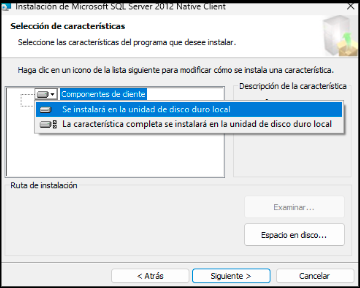 Instalación de Microsoft SQL Server 2012 Native Client
Selección de características
Seleccione las características del programa que desee instalar.
Haga clic en un icono de la lista siguiente para modificar cómo se instala una característica.
Componentes de cliente
Descripción de la característica
Se instalará en la unidad de disco duro local
La característica completa se instalará en la unidad de disco duro local
Ruta de instalación
Examinar...
Espacio en disco...
< Atrás
Siguiente >
Cancelar